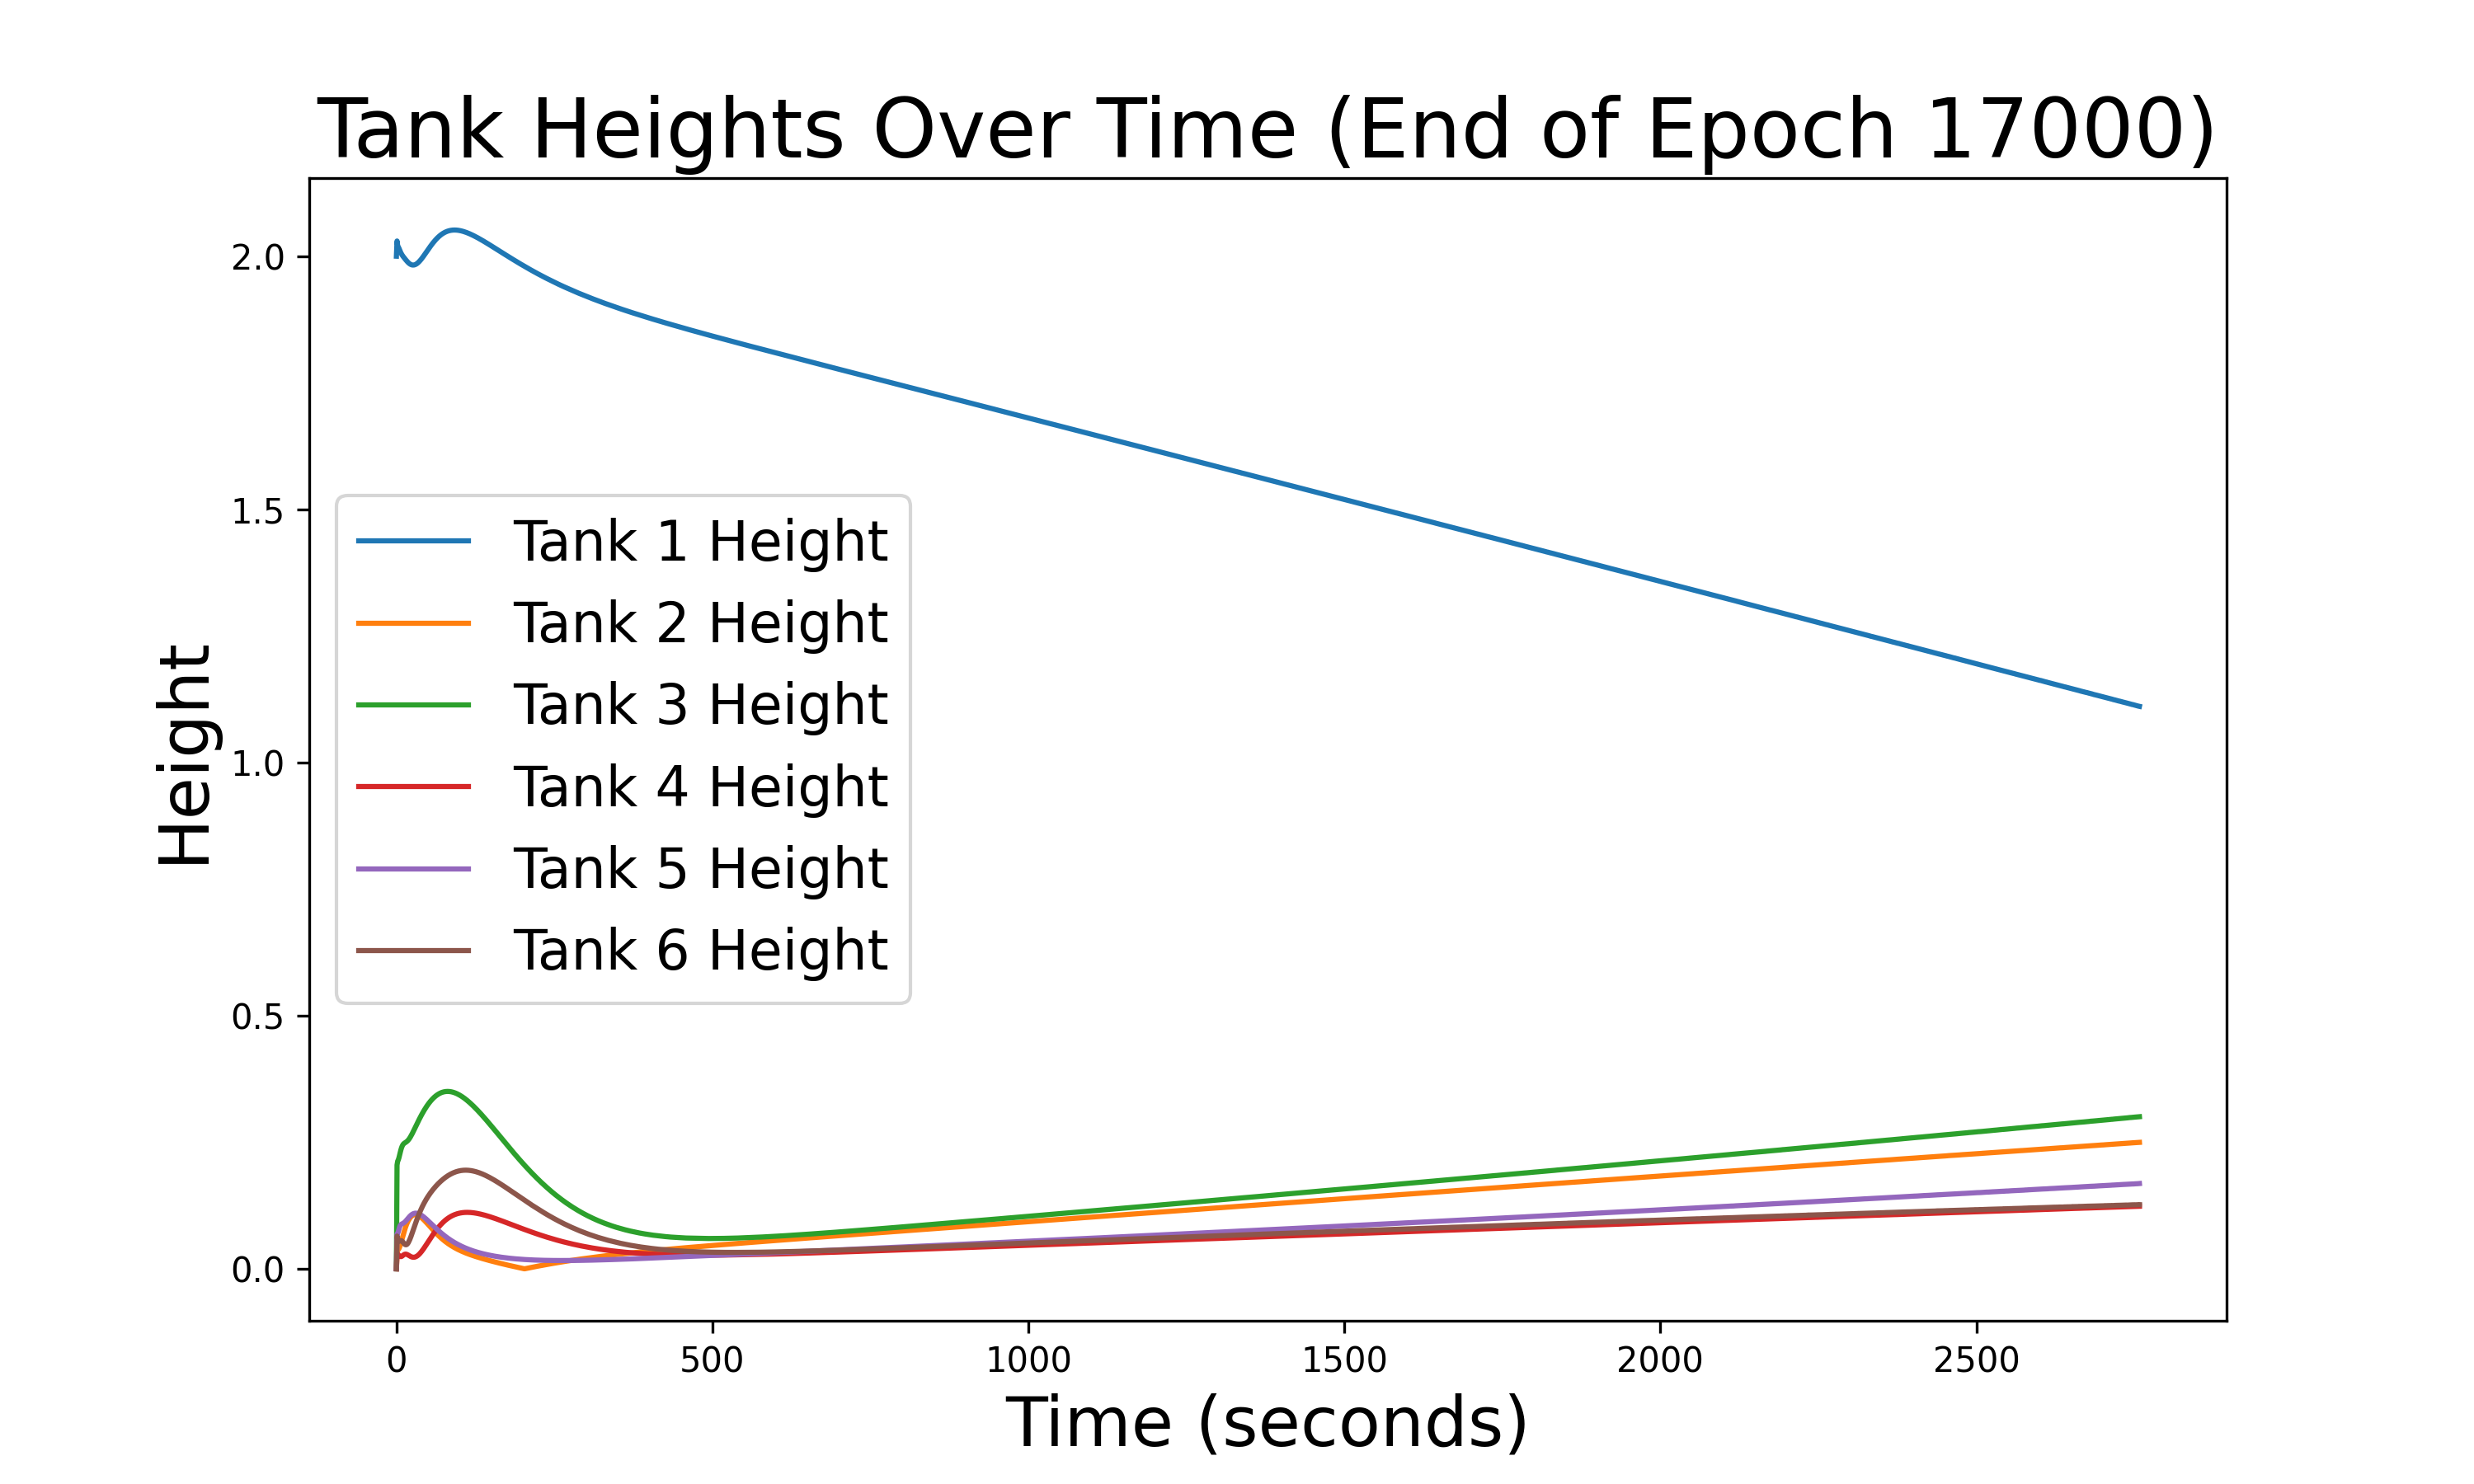 Tank Heights Over Time (End of Epoch 17000)
Height
2.0
1.5
1.0
0.5
0.0
Tank 1 Height
Tank 2 Height
Tank 3 Height
Tank 4 Height
Tank 5 Height
Tank 6 Height
0 500 1000 1500 2000 2500
Time (seconds)